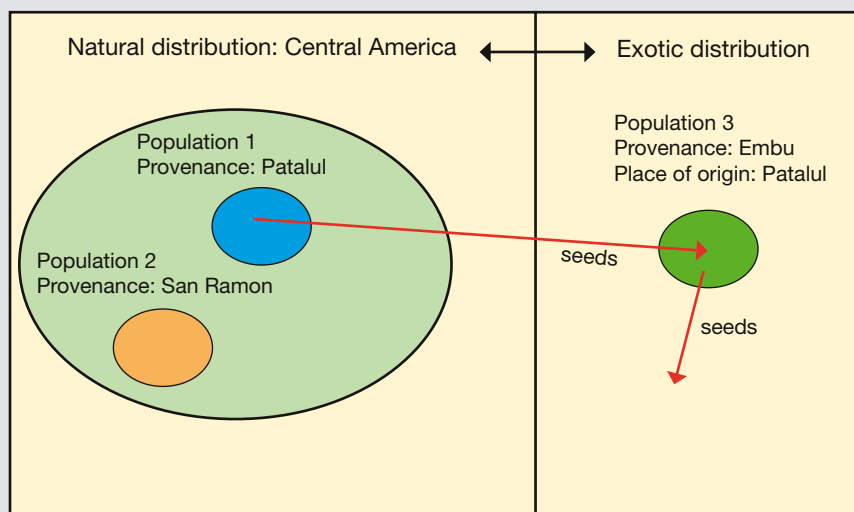 Natural distribution: Central America
Exotic distribution
Population 1
Provenance: Patalul
Population 3
Provenance: Embu
Place of origin: Patalul
Population 2
Provenance: San Ramon
seeds
seeds